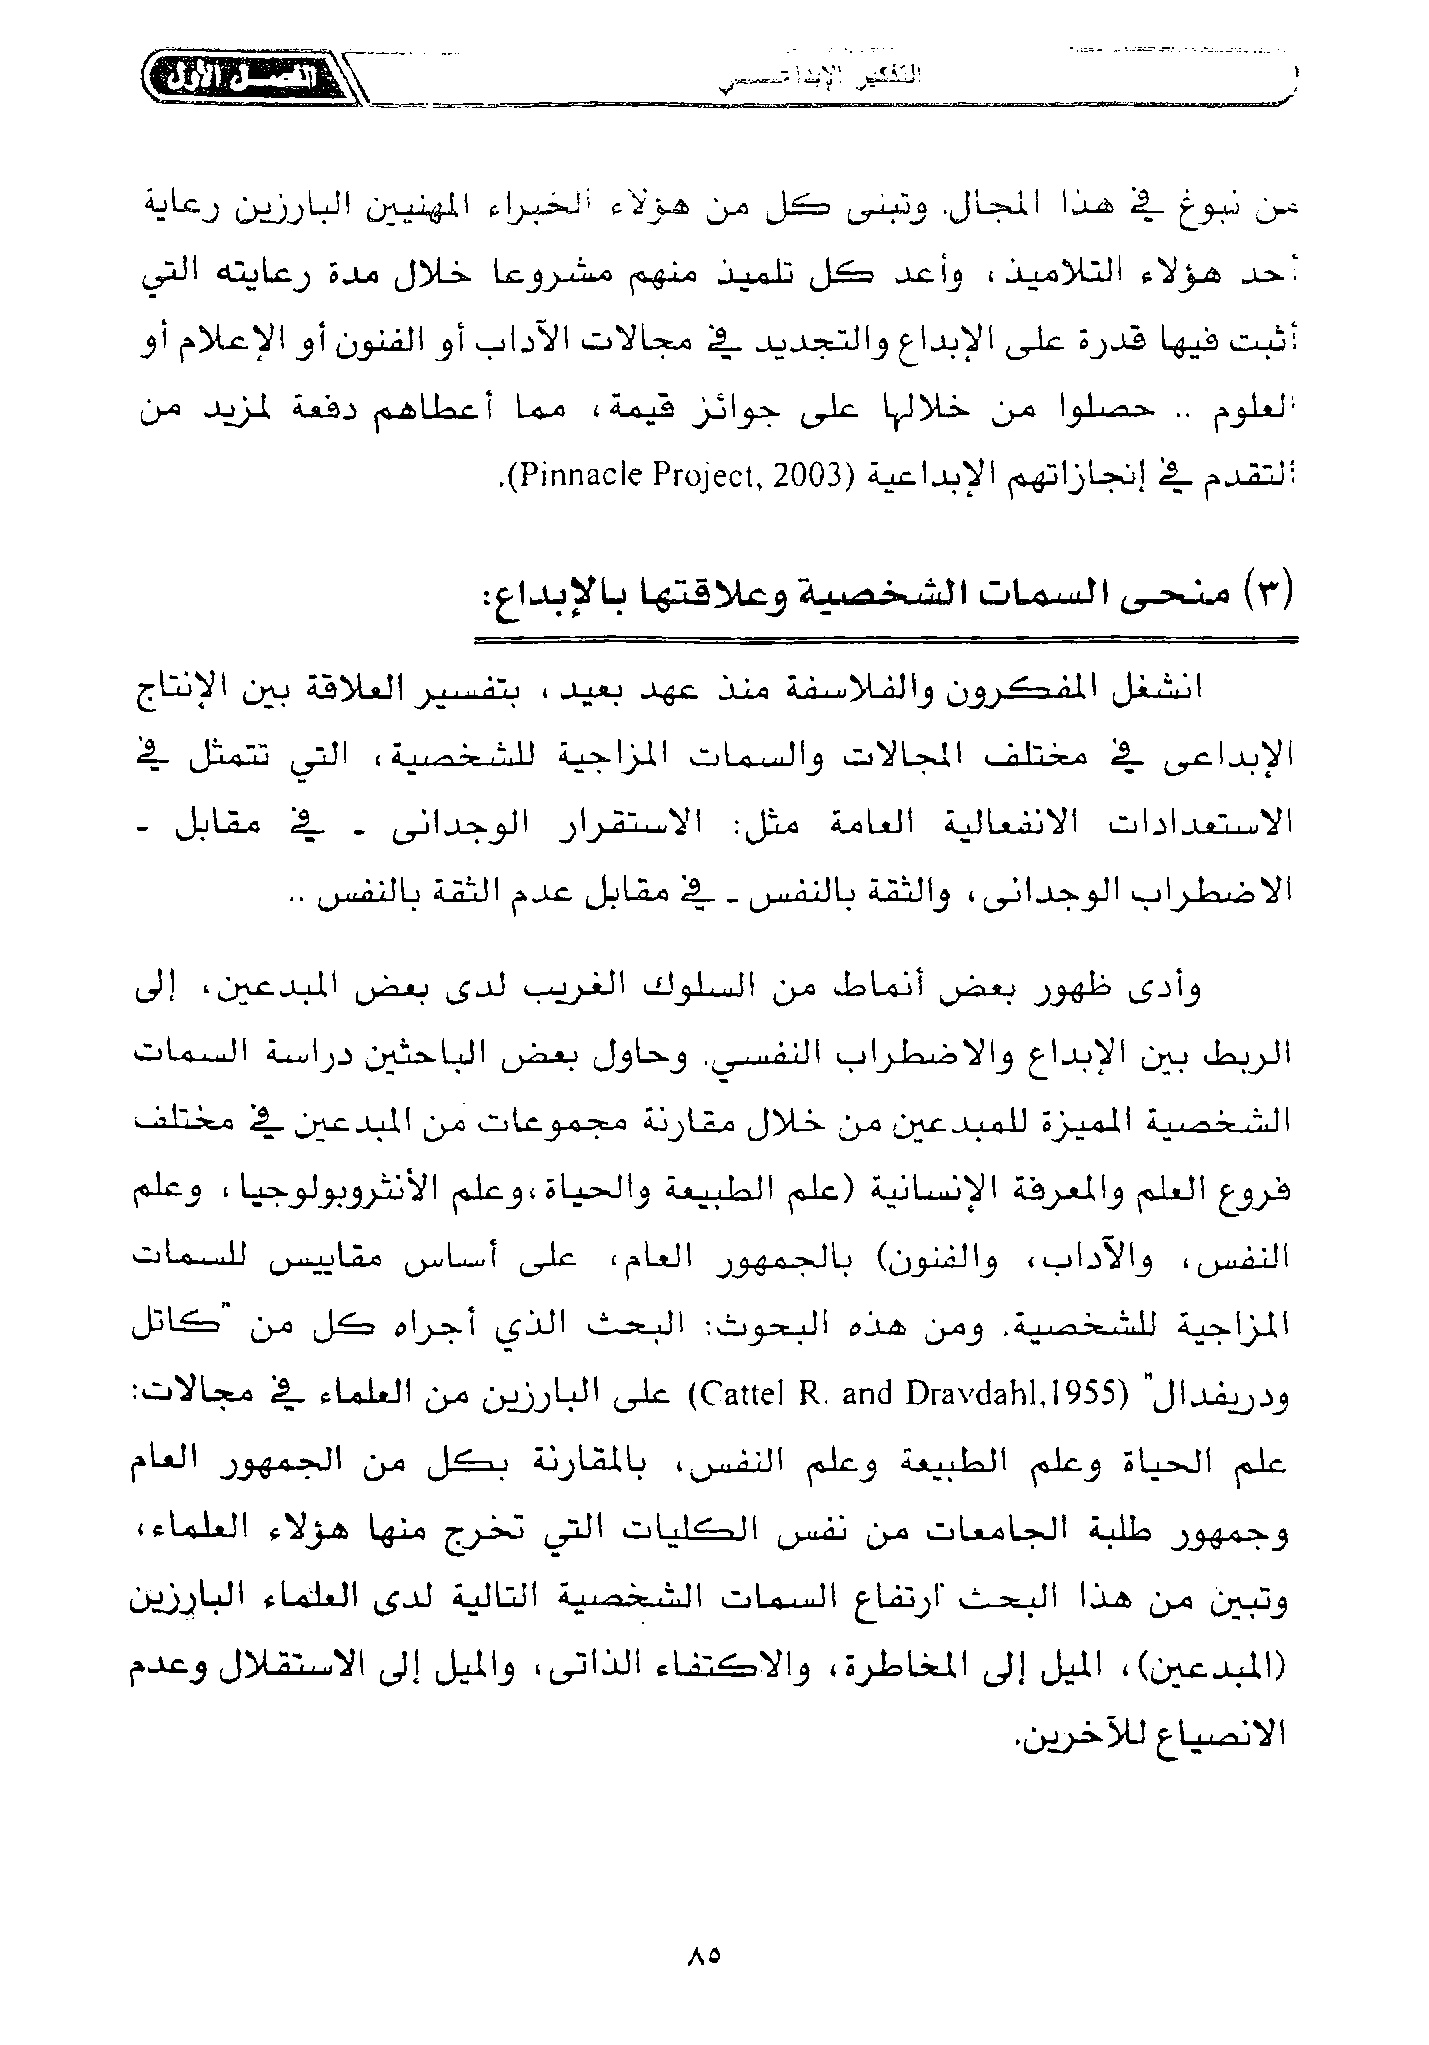 التفكير الإبداعي
الفصل الأول
من نبوغ في هذا المجال. وتبنى كل من هؤلاء الخبراء المهنيين البارزين رعاية
أحد هؤلاء التلاميذ، وأعد كل تلميذ منهم مشروعا خلال مدة رعايته التي
أثبت فيها قدرة على الإبداع والتجديد في مجالات الآداب أو الفنون أو الإعلام أو
العلوم .. حصلوا من خلالها على جوائز قيمة، مما أعطاهم دفعة لمزيد من
التقدم في إنجازاتهم الإبداعية (Pinnacle Project, 2003).
(٣) منحى السمات الشخصية وعلاقتها بالإبداع:
انشغل المفكرون والفلاسفة منذ عهد بعيد، بتفسير العلاقة بين الإنتاج
الإبداعى في مختلف المجالات والسمات المزاجية للشخصية، التي تتمثل في
الاستعدادات الانفعالية العامة مثل: الاستقرار الوجدانى - في مقابل -
الاضطراب الوجدانى، والثقة بالنفس - في مقابل عدم الثقة بالنفس ..
وأدى ظهور بعض أنماط من السلوك الغريب لدى بعض المبدعين، إلى
الربط بين الإبداع والاضطراب النفسي. وحاول بعض الباحثين دراسة السمات
الشخصية المميزة للمبدعين من خلال مقارنة مجموعات من المبدعين في مختلف
فروع العلم والمعرفة الإنسانية (علم الطبيعة والحياة،وعلم الأنثروبولوجيا، وعلم
النفس، والآداب، والفنون) بالجمهور العام، على أساس مقاييس للسمات
المزاجية للشخصية. ومن هذه البحوث: البحث الذي أجراه كل من "كاتل
ودريفدال" (Cattel R. and Dravdahl,1955) على البارزين من العلماء في مجالات:
علم الحياة وعلم الطبيعة وعلم النفس، بالمقارنة بكل من الجمهور العام
وجمهور طلبة الجامعات من نفس الكليات التي تخرج منها هؤلاء العلماء،
وتبين من هذا البحث ارتفاع السمات الشخصية التالية لدى العلماء البارزين
(المبدعين)، الميل إلى المخاطرة، والاكتفاء الذاتى، والميل إلى الاستقلال وعدم
الانصياع للآخرين.
٨٥